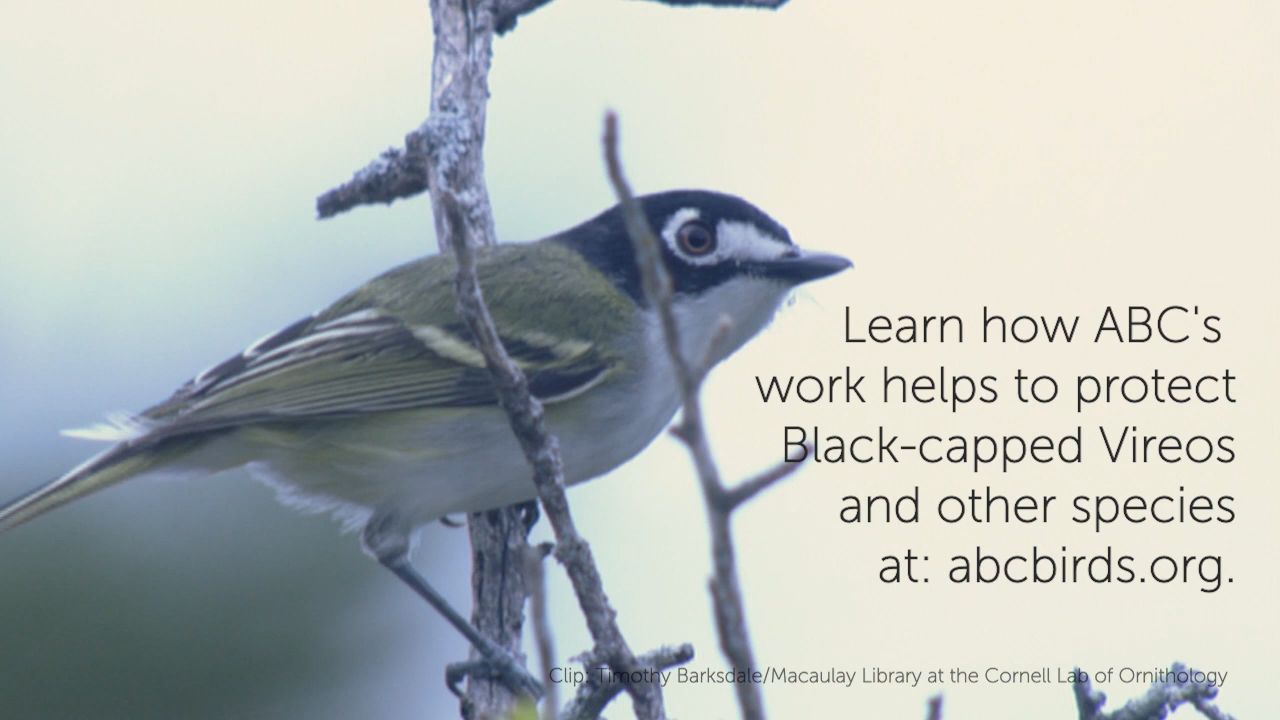 Learn how ABC's
work helps to protect
Black-capped Vireos
and other species
at: abcbirds.org.
Clip: Timothy Barksdale/Macaulay Library at the Cornell Lab of Ornithology